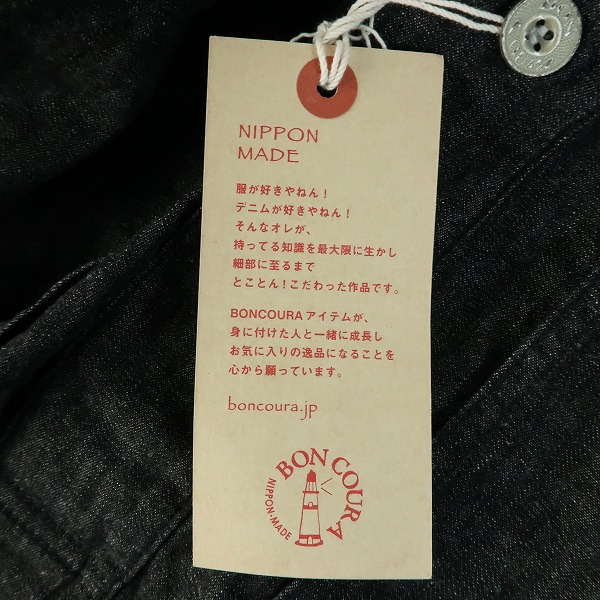 NIPPON
MADE
服が好きやねん！
デニムが好きやねん！
そんなオレが、
持ってる知識を最大限に生かし
細部に至るまで
とことん！こだわった作品です。
BONCOURAアイテムが、
身に付けた人と一緒に成長し
お気に入りの逸品になることを
心から願っています。
boncoura.jp
BON COURA
NIPPON-MADE